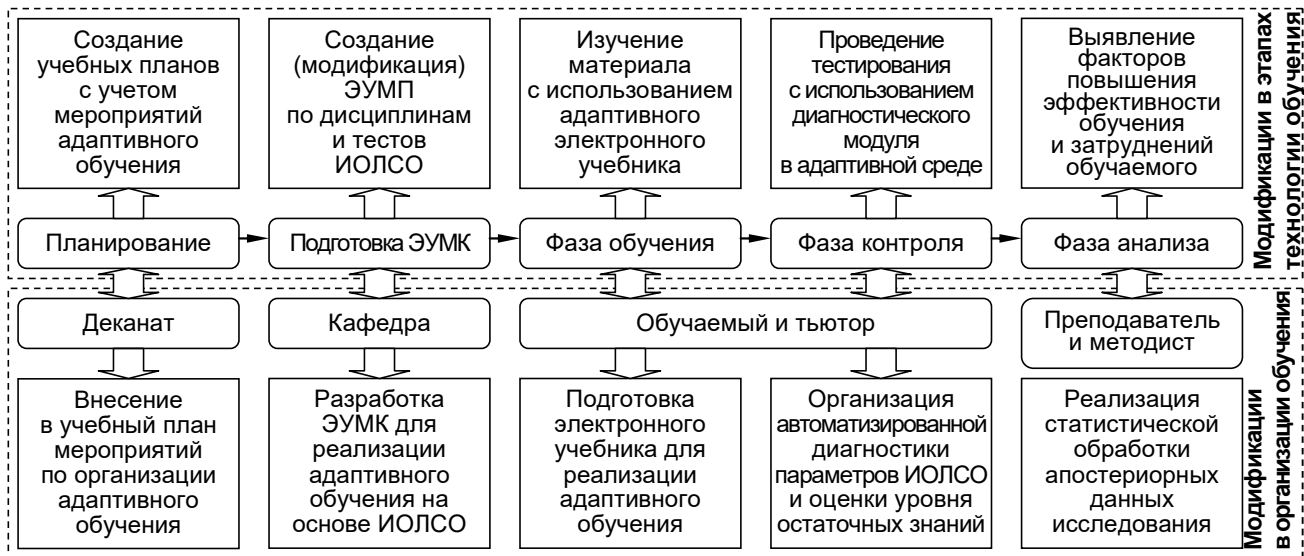 Создание
учебных планов
с учетом
мероприятий
адаптивного
обучения
Создание
(модификация)
ЭУМП
по дисциплинам
и тестов
ИОЛСО
Изучение
материала
с использованием
адаптивного
электронного
учебника
Проведение
тестирования
с использованием
диагностического
модуля
в адаптивной среде
Выявление
факторов
повышения
эффективности
обучения
и затруднений
обучаемого
Модификации в этапах
технологии обучения
Планирование
Подготовка ЭУМК
Фаза обучения
Фаза контроля
Фаза анализа
Деканат
Кафедра
Обучаемый и тьютор
Преподаватель
и методист
Внесение
в учебный план
мероприятий
по организации
адаптивного
обучения
Разработка
ЭУМК для
реализации
адаптивного
обучения на
основе ИОЛСО
Подготовка
электронного
учебника для
реализации
адаптивного
обучения
Организация
автоматизированной
диагностики
параметров ИОЛСО
и оценки уровня
остаточных знаний
Реализация
статистической
обработки
апостериорных
данных
исследования
Модификации
в организации обучения